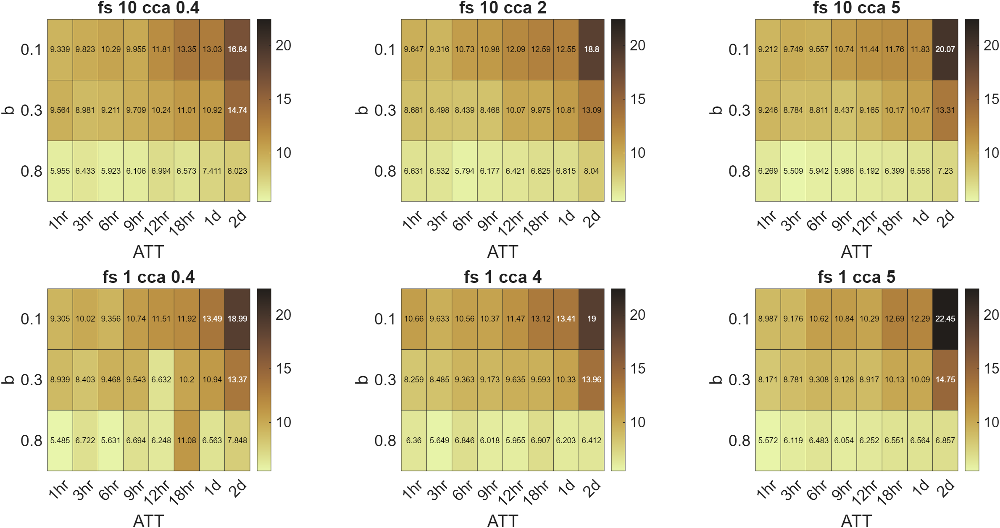 fs 10 cca 0.4
0.1 9.339 9.823 10.29 9.955 11.81 13.35 13.03 16.84
b 0.3 9.564 8.981 9.211 9.709 10.24 11.01 10.92 14.74
0.8 5.955 6.433 5.923 6.106 6.994 6.573 7.411 8.023
1hr 3hr 6hr 9hr 12hr 18hr 1d 2d
ATT
20
15
10
fs 10 cca 2
0.1 9.647 9.316 10.73 10.98 12.09 12.59 12.55 18.8
b 0.3 8.681 8.498 8.439 8.468 10.07 9.975 10.81 13.09
0.8 6.631 6.532 5.794 6.177 6.421 6.825 6.815 8.04
1hr 3hr 6hr 9hr 12hr 18hr 1d 2d
ATT
20
15
10
fs 10 cca 5
0.1 9.212 9.749 9.557 10.74 11.44 11.76 11.83 20.07
b 0.3 9.246 8.784 8.811 8.437 9.165 10.17 10.47 13.31
0.8 6.269 5.509 5.942 5.986 6.192 6.399 6.558 7.23
1hr 3hr 6hr 9hr 12hr 18hr 1d 2d
ATT
20
15
10
fs 1 cca 0.4
0.1 9.305 10.02 9.356 10.74 11.51 11.92 13.49 18.99
b 0.3 8.939 8.403 9.468 9.543 6.632 10.2 10.94 13.37
0.8 5.485 6.722 5.631 6.694 6.248 11.08 6.563 7.848
1hr 3hr 6hr 9hr 12hr 18hr 1d 2d
ATT
20
15
10
fs 1 cca 4
0.1 10.66 9.633 10.56 10.37 11.47 13.12 13.41 19
b 0.3 8.259 8.485 9.363 9.173 9.635 9.593 10.33 13.96
0.8 6.36 5.649 6.846 6.018 5.955 6.907 6.203 6.412
1hr 3hr 6hr 9hr 12hr 18hr 1d 2d
ATT
20
15
10
fs 1 cca 5
0.1 8.987 9.176 10.62 10.84 10.29 12.69 12.29 22.45
b 0.3 8.171 8.781 9.308 9.128 8.917 10.13 10.09 14.75
0.8 5.572 6.119 6.483 6.054 6.252 6.551 6.564 6.857
1hr 3hr 6hr 9hr 12hr 18hr 1d 2d
ATT
20
15
10